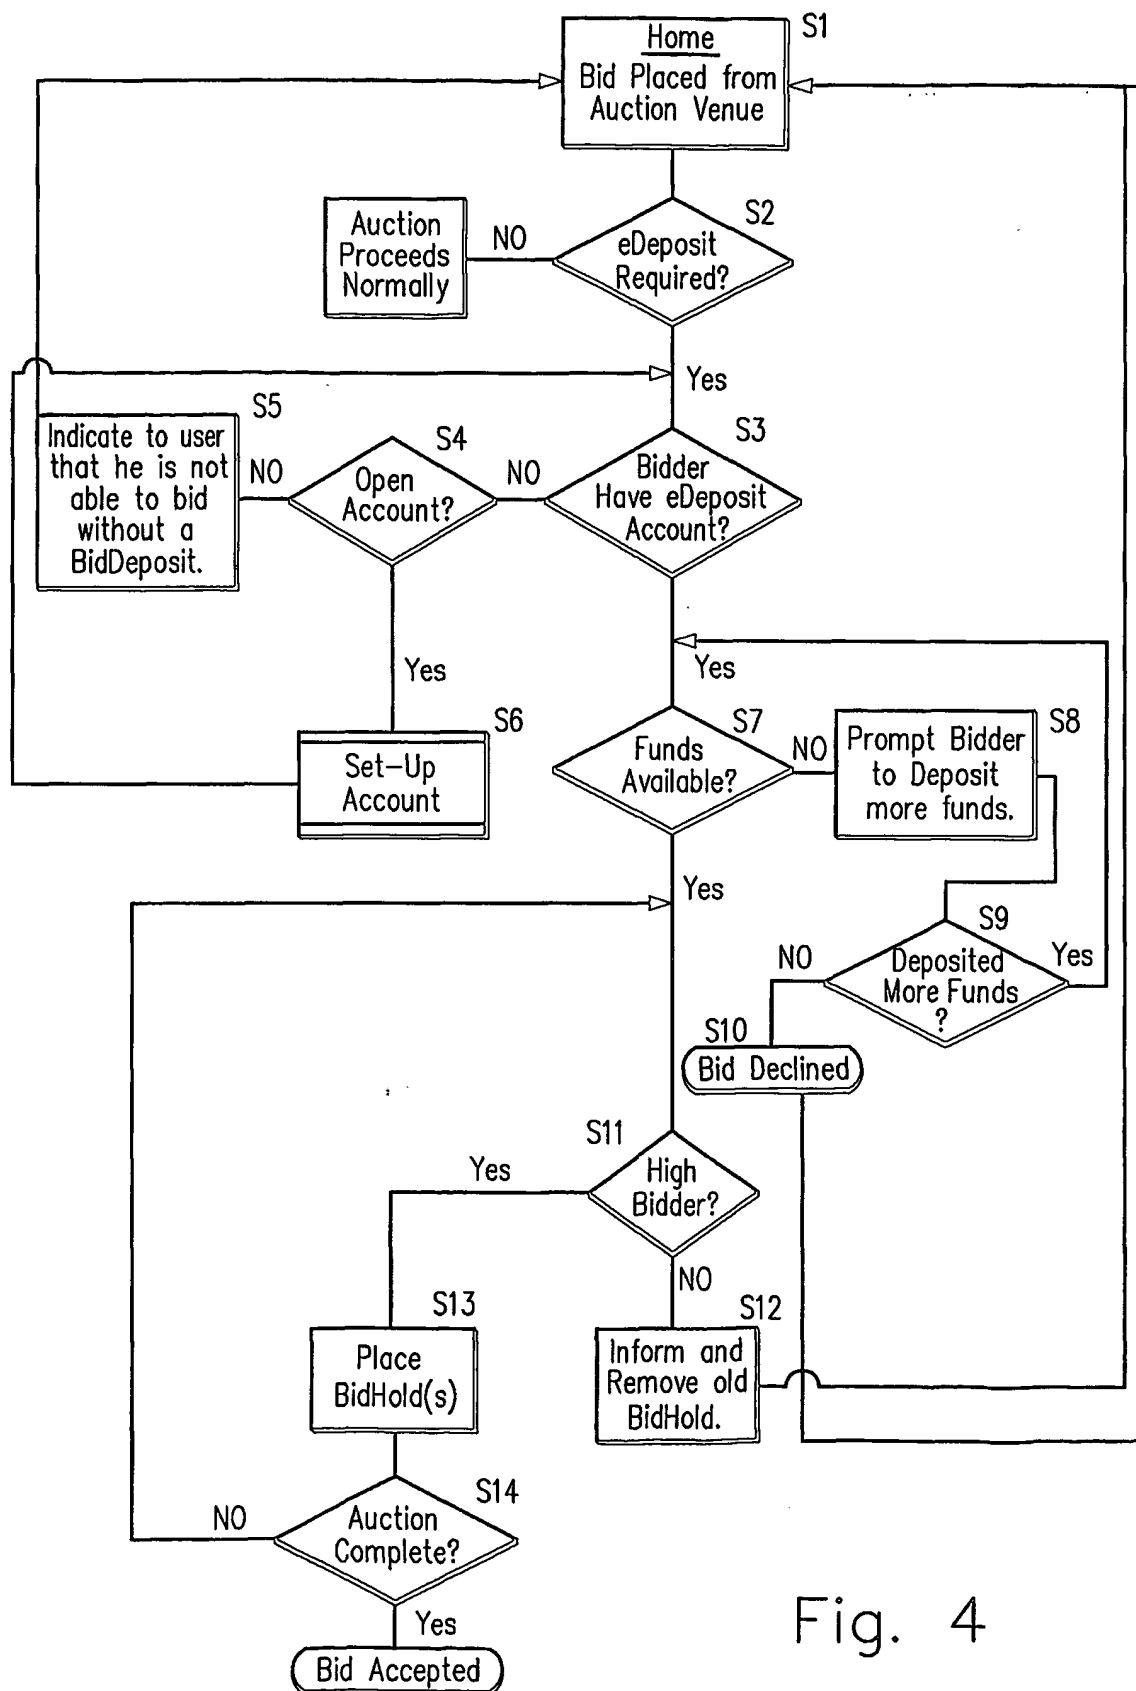 S1
Home
Bid Placed from
Auction Venue
S2
eDeposit
Required?
NO
Auction
Proceeds
Normally
Yes
S3
Bidder
Have eDeposit
Account?
NO
S4
Open
Account?
NO
S5
Indicate to user
that he is not
able to bid
without a
BidDeposit.
Yes
S6
Set-Up
Account
Yes
S7
Funds
Available?
NO
S8
Prompt Bidder
to Deposit
more funds.
Yes
S9
Deposited
More Funds
?
Yes
NO
S10
Bid Declined
S11
High
Bidder?
Yes
NO
S12
Inform and
Remove old
BidHold.
S13
Place
BidHold(s)
S14
Auction
Complete?
NO
Yes
Bid Accepted
Fig. 4